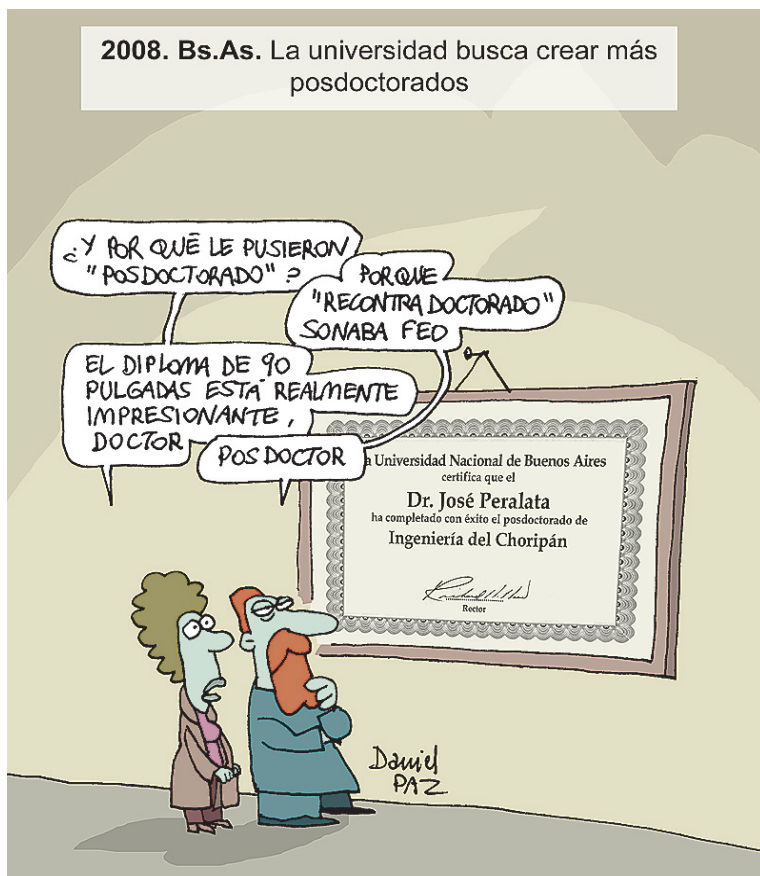 2008. Bs.As. La universidad busca crear más
posdoctorados
¿Y POR QUÉ LE PUSIERON
"POSDOCTORADO"?
PORQUE
"RECONTRA DOCTORADO"
SONABA FEO
EL DIPLOMA DE 90
PULGADAS ESTÁ REALMENTE
IMPRESIONANTE,
DOCTOR
POSDOCTOR
a Universidad Nacional de Buenos Aires
certifica que el
Dr. José Peralata
ha completado con éxito el posdoctorado de
Ingeniería del Choripán
Rector
Daniel
PAZ